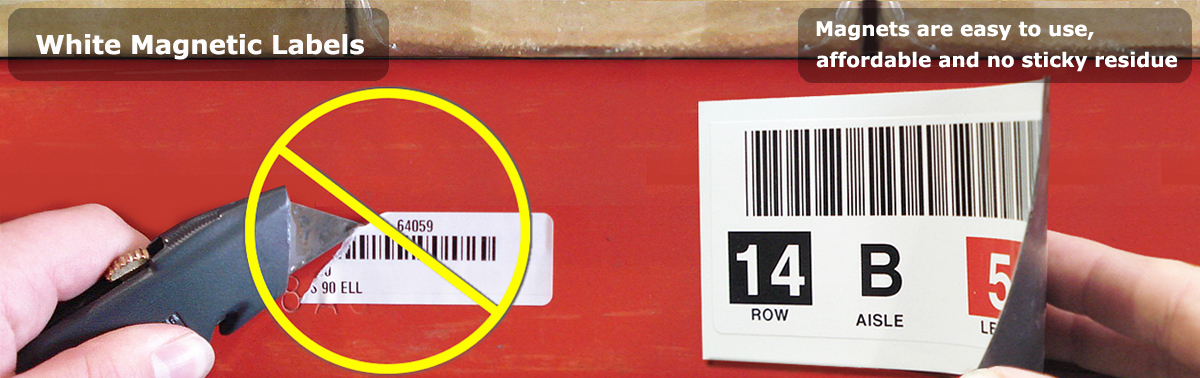 White Magnetic Labels
Magnets are easy to use,
affordable and no sticky residue
64059
90 ELL
14 B 5
ROW AISLE